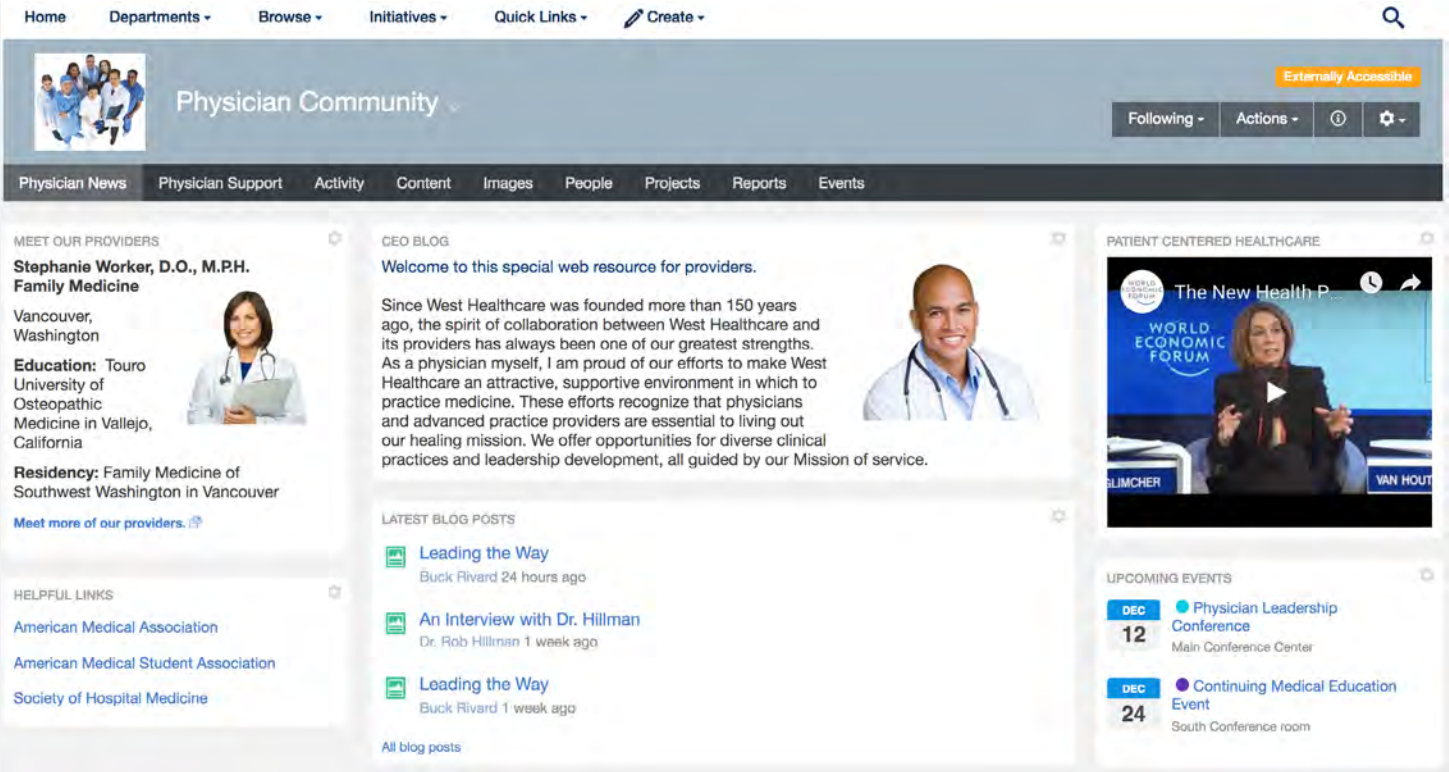 Home Departments Browse Initiatives Quick Links Create
Physician Community
Externally Accessible
Following Actions
Physician News Physician Support Activity Content Images People Projects Reports Events
MEET OUR PROVIDERS
Stephanie Worker, D.O., M.P.H.
Family Medicine
Vancouver,
Washington
Education: Touro
University of
Osteopathic
Medicine in Vallejo,
California
Residency: Family Medicine of
Southwest Washington in Vancouver
Meet more of our providers.
HELPFUL LINKS
American Medical Association
American Medical Student Association
Society of Hospital Medicine
CEO BLOG
Welcome to this special web resource for providers.
Since West Healthcare was founded more than 150 years
ago, the spirit of collaboration between West Healthcare and
its providers has always been one of our greatest strengths.
As a physician myself, I am proud of our efforts to make West
Healthcare an attractive, supportive environment in which to
practice medicine. These efforts recognize that physicians
and advanced practice providers are essential to living out
our healing mission. We offer opportunities for diverse clinical
practices and leadership development, all guided by our Mission of service.
LATEST BLOG POSTS
Leading the Way
Buck Rivard 24 hours ago
An Interview with Dr. Hillman
Dr. Rob Hillman 1 week ago
Leading the Way
Buck Rivard 1 week ago
All blog posts
PATIENT CENTERED HEALTHCARE
WORLD
ECONOMIC
FORUM
The New Health P...
WORLD
ECONOMIC
FORUM
GLIMCHER
VAN HOUT
UPCOMING EVENTS
DEC
12
Physician Leadership
Conference
Main Conference Center
DEC
24
Continuing Medical Education
Event
South Conference room